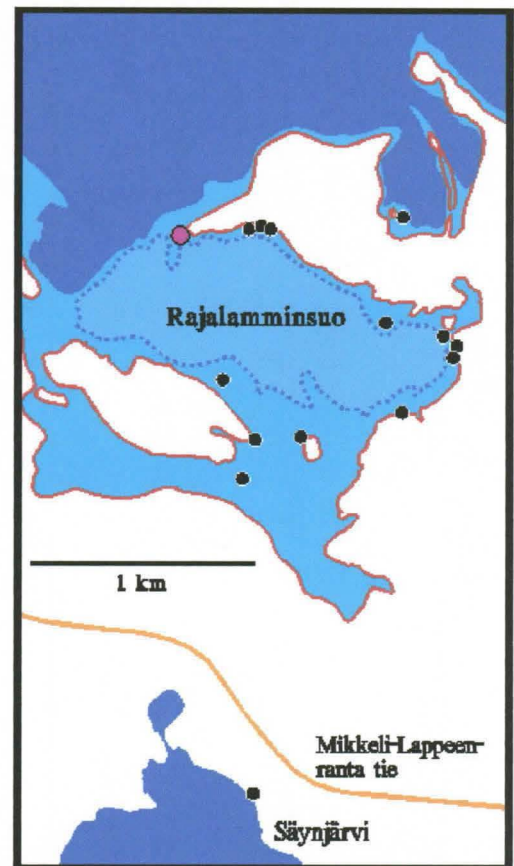 Rajalamminsuo
1 km
Mikkeli-Lappeen-
ranta tie
Säynjärvi